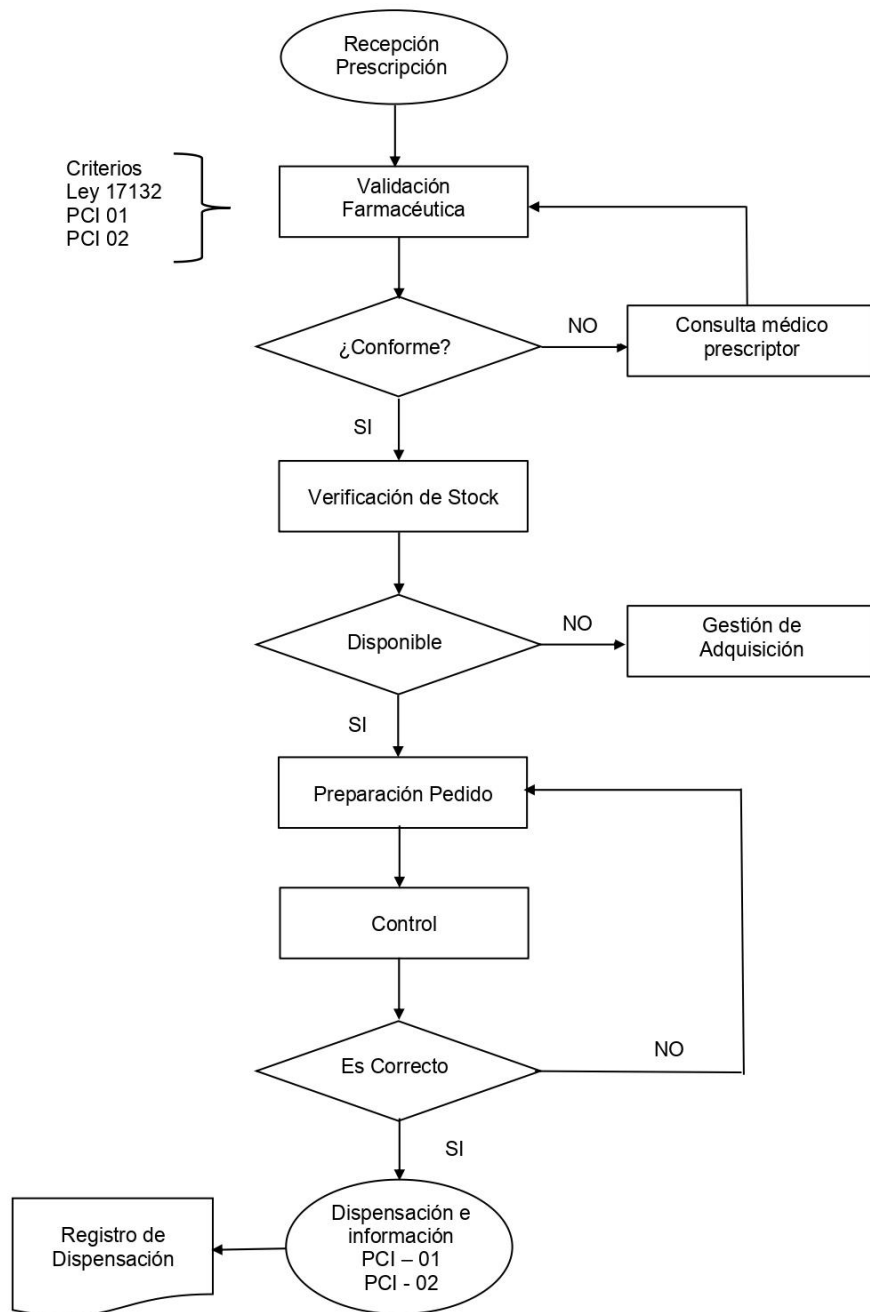 Recepción
Prescripción
Criterios
Ley 17132
PCI 01
PCI 02
Validación
Farmacéutica
¿Conforme?
NO
Consulta médico
prescriptor
SI
Verificación de Stock
Disponible
NO
Gestión de
Adquisición
SI
Preparación Pedido
Control
Es Correcto
NO
SI
Dispensación e
información
PCI – 01
PCI - 02
Registro de
Dispensación